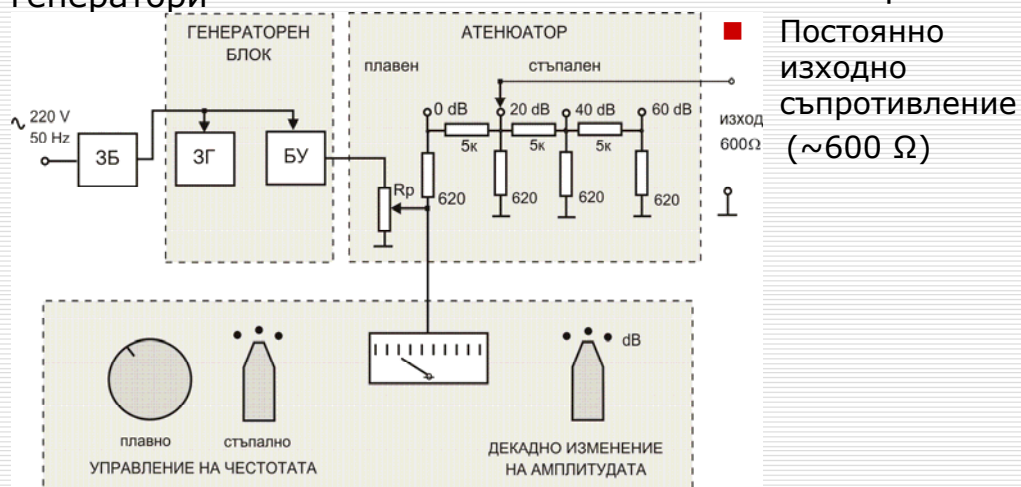 генератори
ГЕНЕРАТОРЕН
БЛОК
АТЕНЮАТОР
плавен
стъпален
0 dB
20 dB
40 dB
60 dB
220 V
50 Hz
ЗБ
ЗГ
БУ
Rp
5к
5к
5к
620
620
620
620
изход
600Ω
Постоянно
изходно
съпротивление
(~600 Ω)
dB
плавно
стъпално
УПРАВЛЕНИЕ НА ЧЕСТОТАТА
ДЕКАДНО ИЗМЕНЕНИЕ
НА АМПЛИТУДАТА